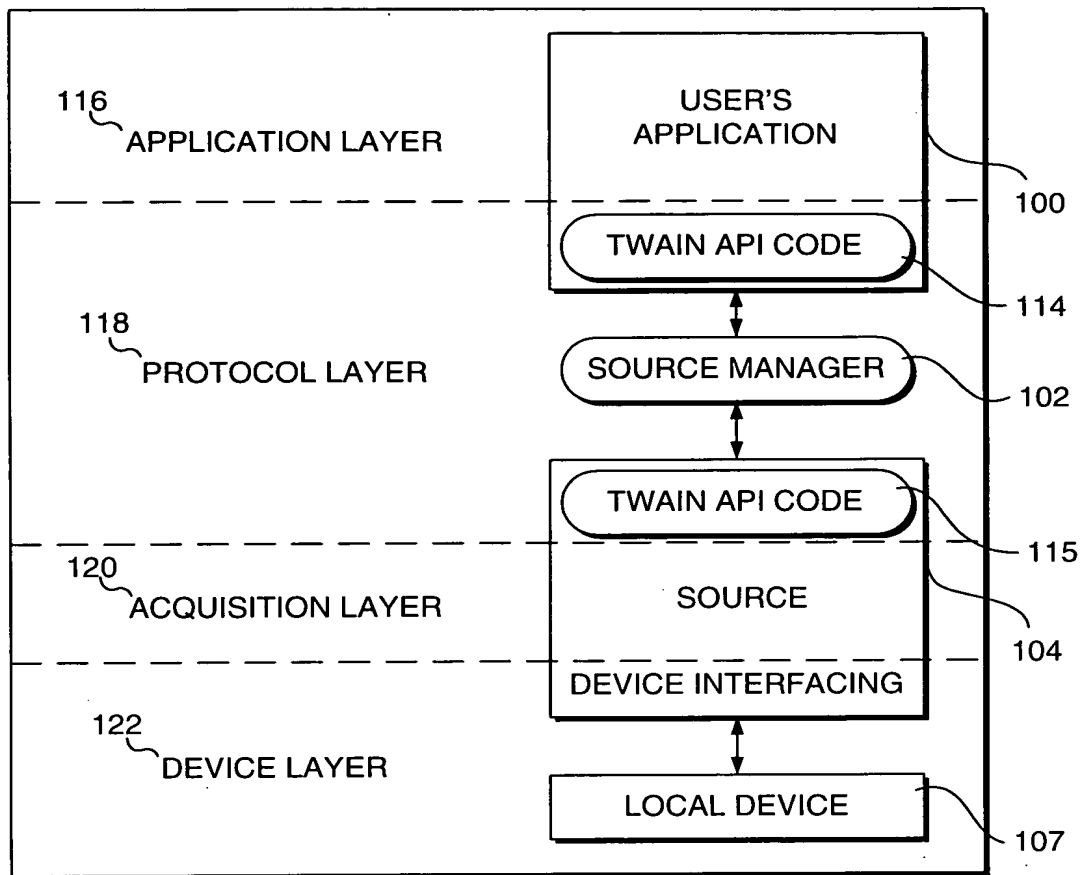 USER'S
APPLICATION
116
APPLICATION LAYER
100
TWAIN API CODE
114
118
PROTOCOL LAYER
SOURCE MANAGER
102
TWAIN API CODE
115
120
ACQUISITION LAYER
SOURCE
104
DEVICE INTERFACING
122
DEVICE LAYER
LOCAL DEVICE
107